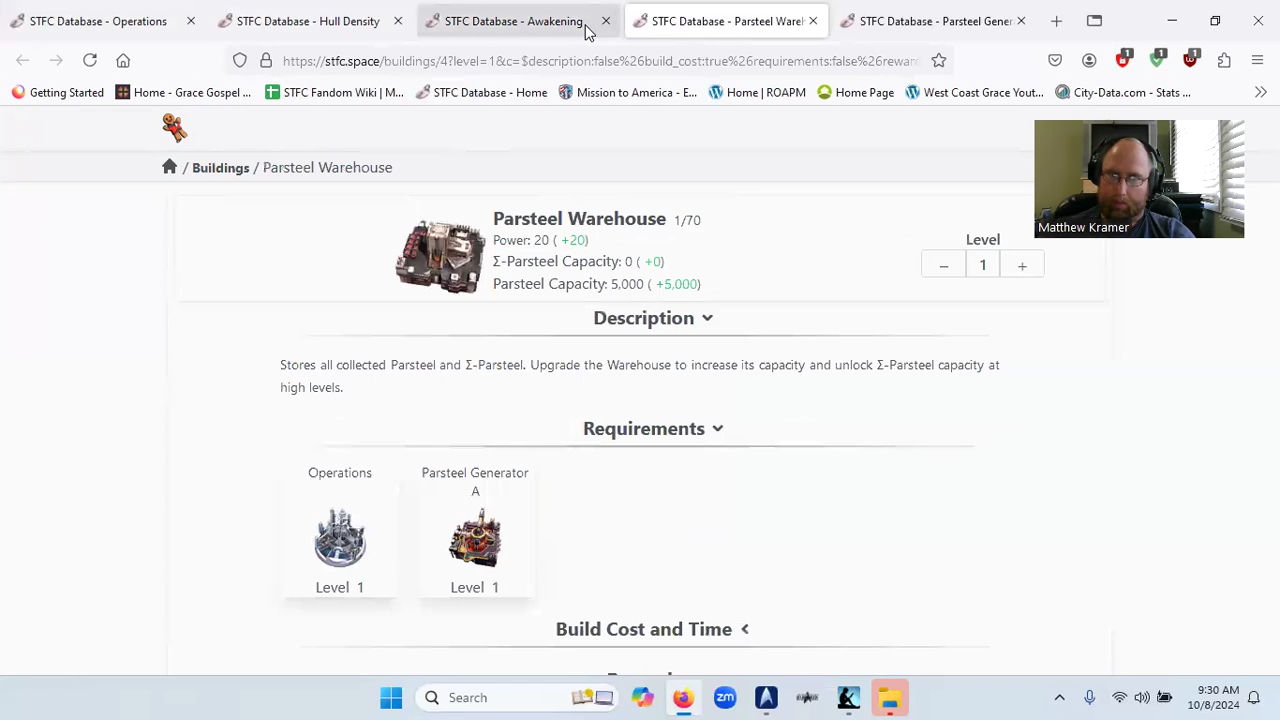 STFC Database - Operations
STFC Database - Hull Density
STFC Database - Awakening
STFC Database - Parsteel Wareh
STFC Database - Parsteel Gener
https://stfc.space/buildings/4?level=1&c=$description:false%26build_cost:true%26requirements:false%26rewar
1
1
1
Getting Started
Home - Grace Gospel ...
STFC Fandom Wiki | M...
STFC Database - Home
Mission to America - E...
Home | ROAPM
Home Page
West Coast Grace Yout...
City-Data.com - Stats ...
/ Buildings / Parsteel Warehouse
Matthew Kramer
Parsteel Warehouse 1/70
Power: 20 ( +20)
Σ-Parsteel Capacity: 0 ( +0)
Parsteel Capacity: 5,000 ( +5,000)
Level
− 1 +
Description
Stores all collected Parsteel and Σ-Parsteel. Upgrade the Warehouse to increase its capacity and unlock Σ-Parsteel capacity at
high levels.
Requirements
Operations
Level 1
Parsteel Generator
A
Level 1
Build Cost and Time
Search
zm
9:30 AM
10/8/2024